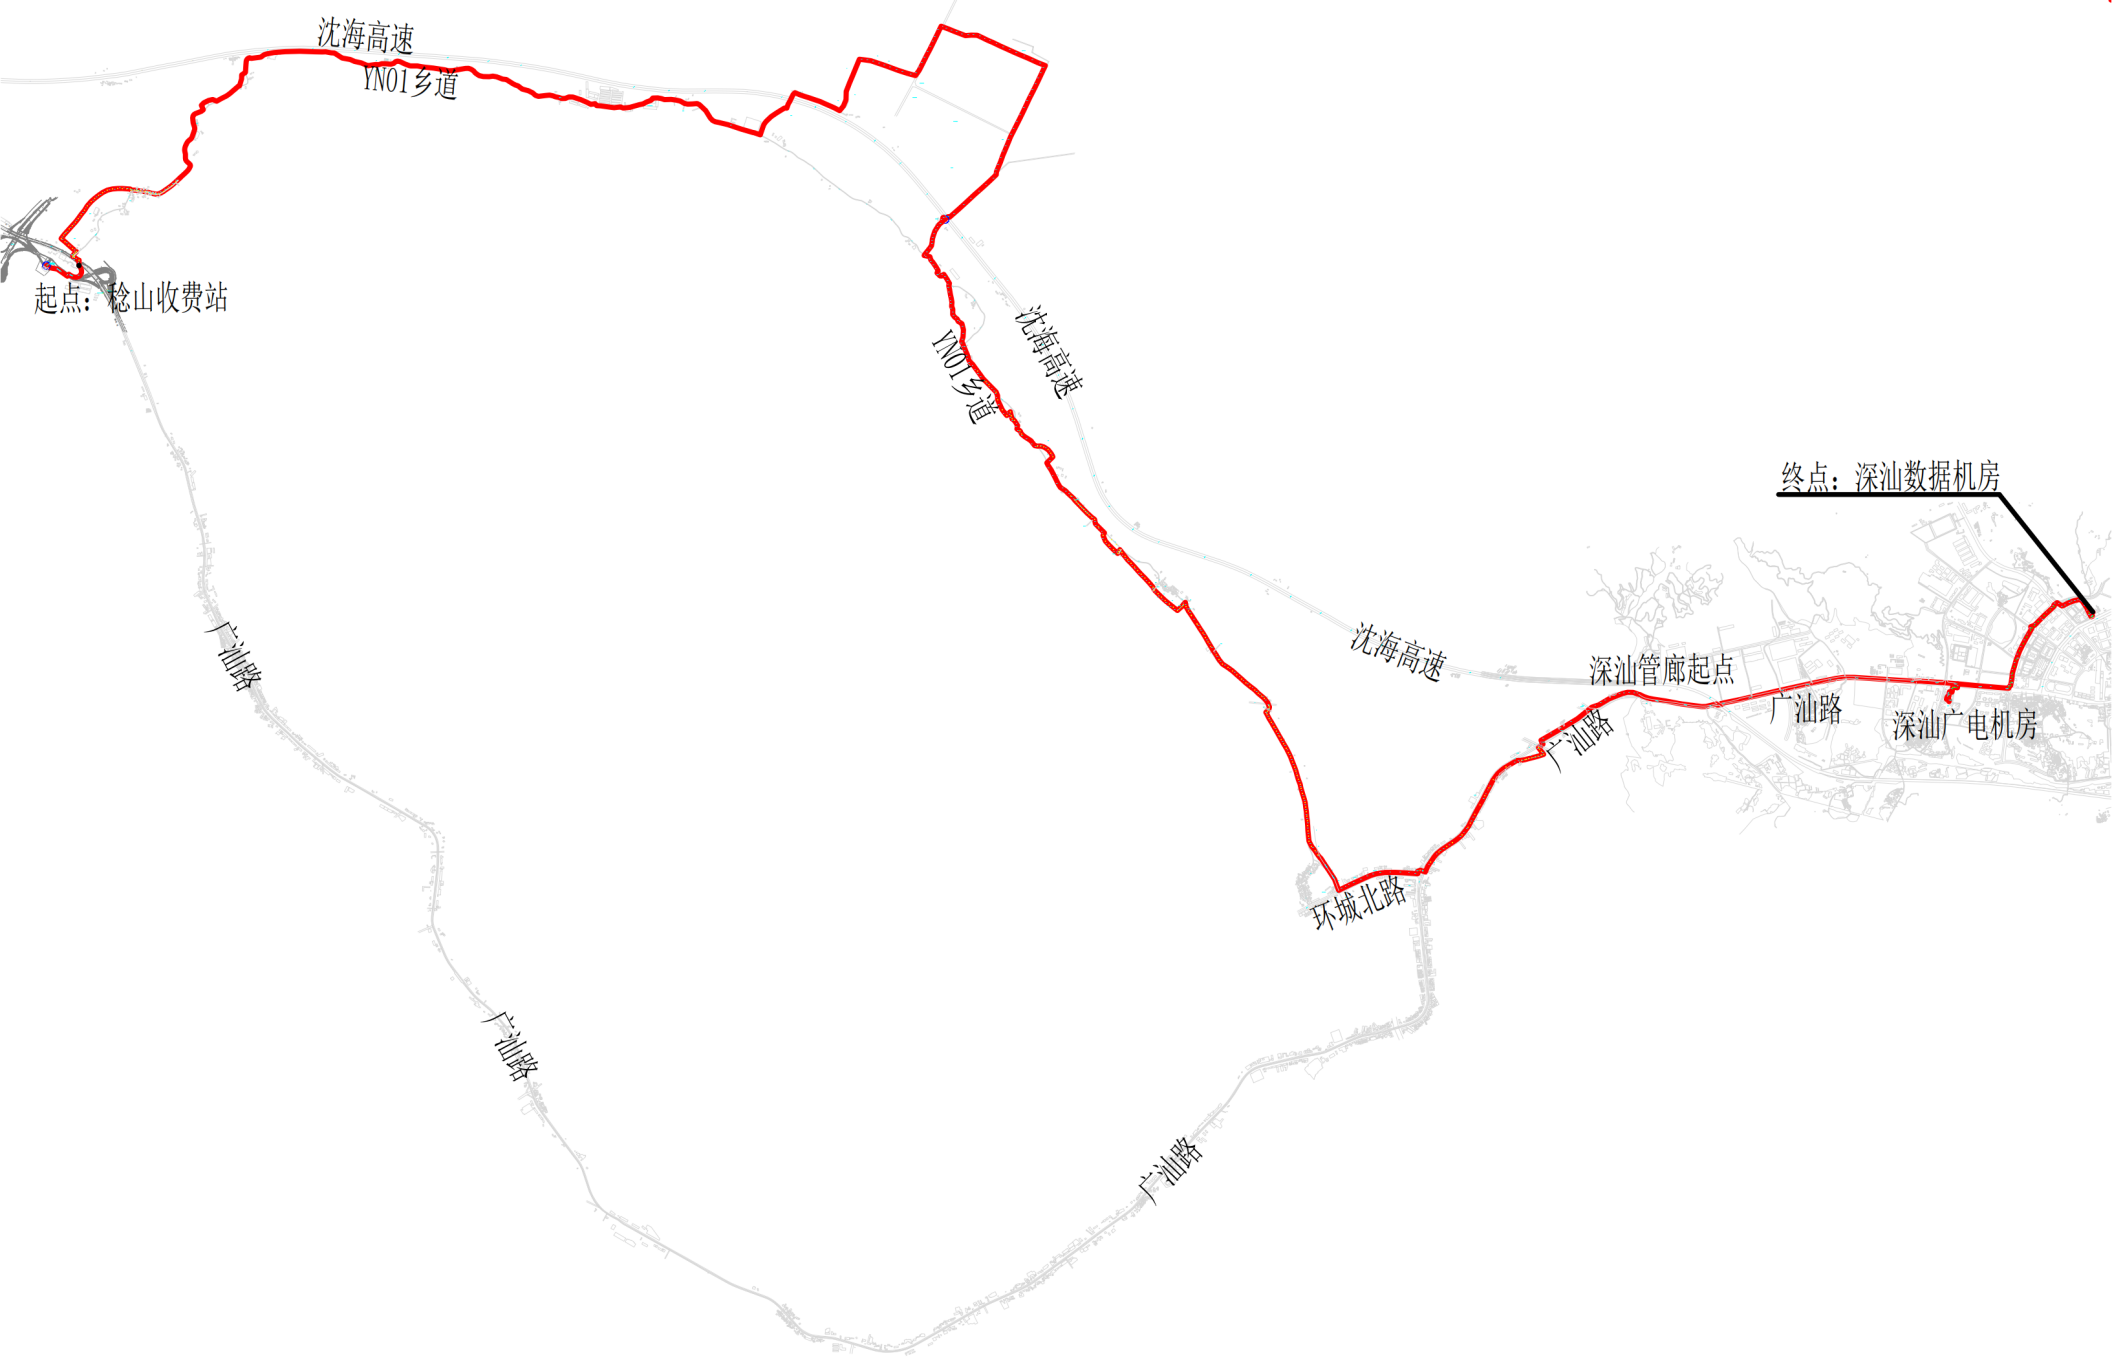 沈海高速
YN01乡道
起点：稔山收费站
沈海高速
YN01乡道
终点：深汕数据机房
广汕路
沈海高速
深汕管廊起点
广汕路
深汕广电机房
广汕路
环城北路
广汕路
广汕路